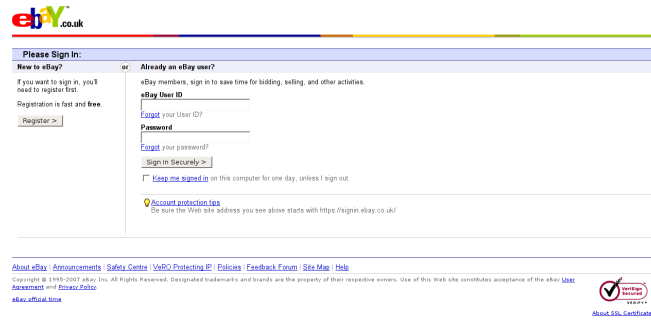 ebay.co.uk
Please Sign In:
New to eBay?
or
Already an eBay user?
If you want to sign in, you'll
need to register first.
Registration is fast and free.
Register >
eBay members, sign in to save time for bidding, selling, and other activities.
eBay User ID
Forgot your User ID?
Password
Forgot your password?
Sign In Securely >
Keep me signed in on this computer for one day, unless I sign out.
Account protection tips
Be sure the Web site address you see above starts with https://signin.ebay.co.uk/
About eBay | Announcements | Safety Centre | VeRO Protecting IP | Policies | Feedback Forum | Site Map | Help
Copyright © 1995-2007 eBay Inc. All Rights Reserved. Designated trademarks and brands are the property of their respective owners. Use of this Web site constitutes acceptance of the eBay User
Agreement and Privacy Policy.
eBay official time
VeriSign
Secured
VERIFY▸
About SSL Certificate